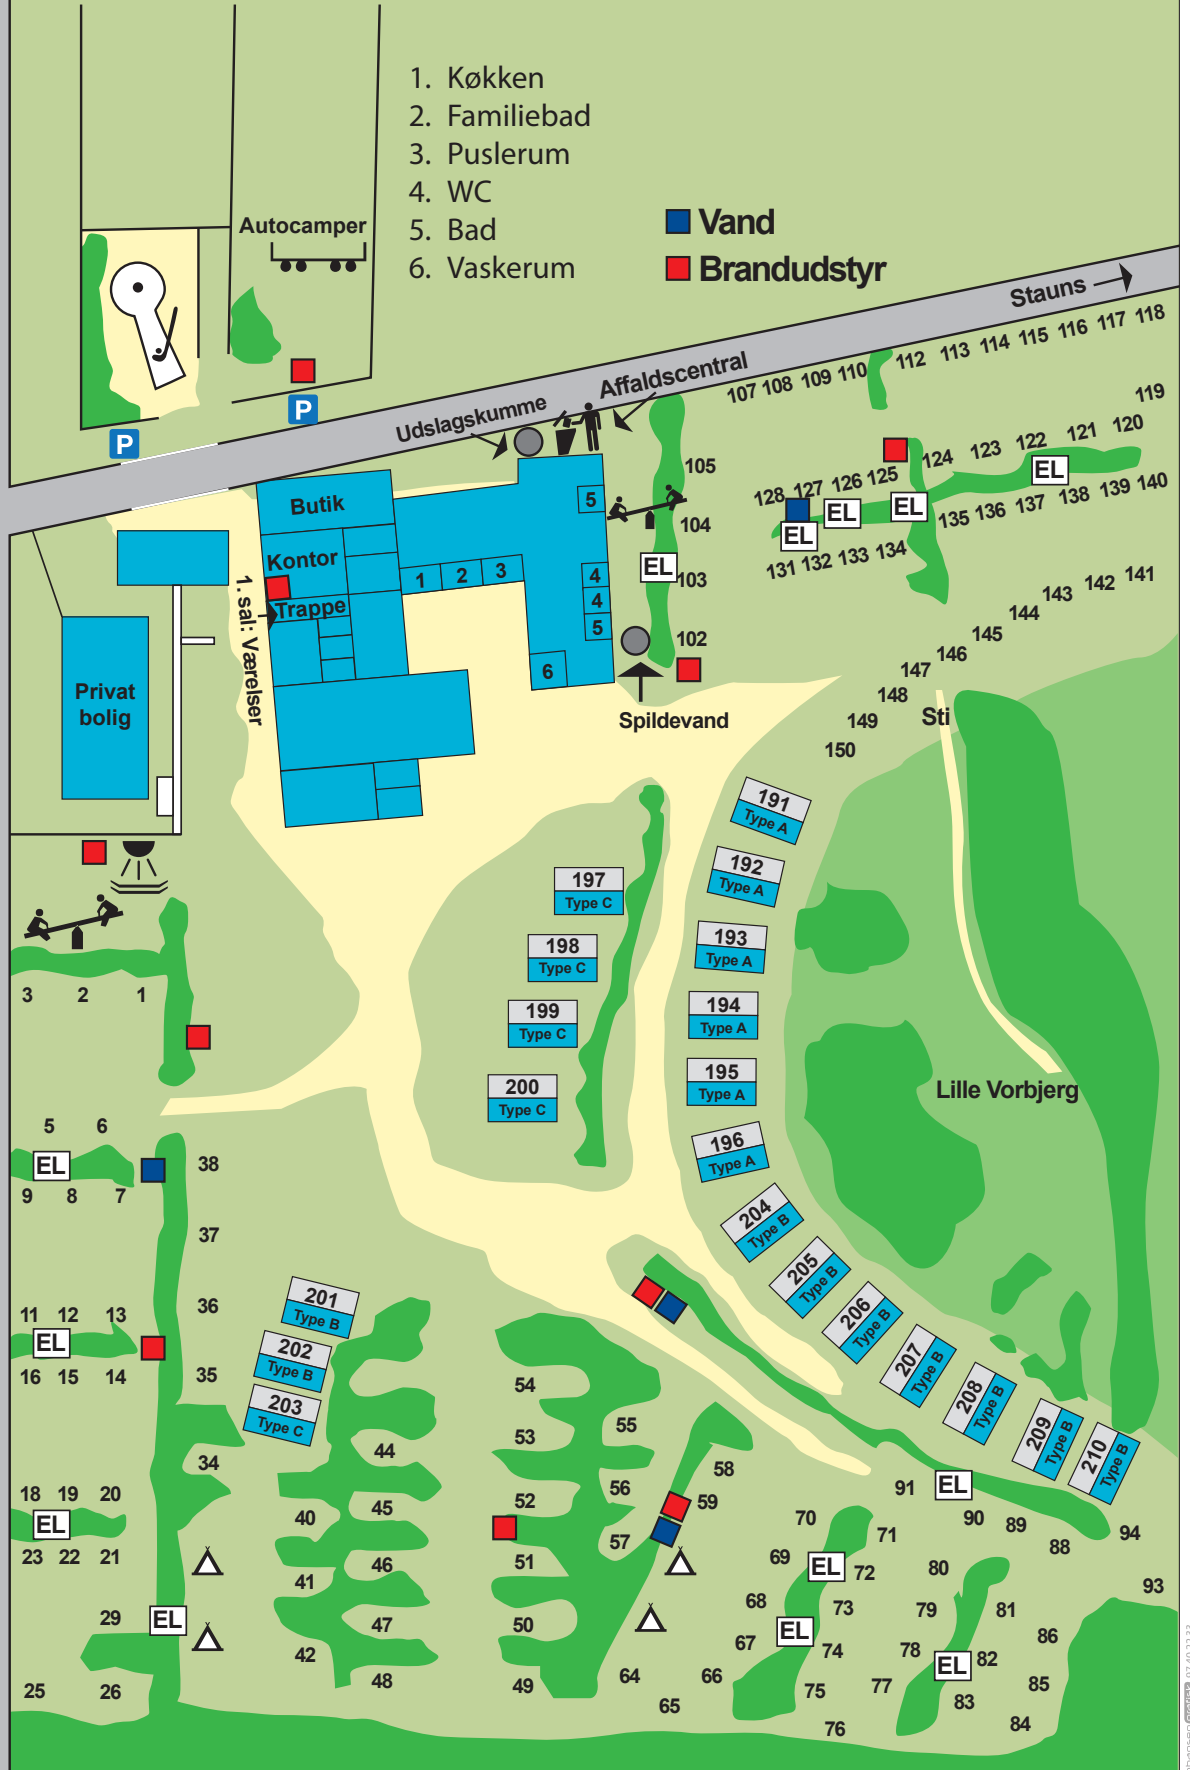 1. Køkken
2. Familiebad
3. Puslerum
4. WC
5. Bad
6. Vaskerum
Vand
Brandudstyr
Autocamper
P
P
Stauns
Affaldscentral
Udslagskumme
118
117
116
115
114
113
112
110
109
108
107
119
120
121
122
123
124
125
126
127
128
EL
EL
EL
EL
140
139
138
137
136
135
134
133
132
131
141
142
143
144
145
146
147
148
149
150
105
104
EL
103
102
Butik
Kontor
Trappe
1. sal: Værelser
1
2
3
5
4
4
5
6
Spildevand
Privat
bolig
Sti
Lille Vorbjerg
191
Type A
192
Type A
193
Type A
194
Type A
195
Type A
196
Type A
197
Type C
198
Type C
199
Type C
200
Type C
204
Type B
205
Type B
206
Type B
207
Type B
208
Type B
209
Type B
210
Type B
201
Type B
202
Type B
203
Type C
3 2 1
5 6
EL
9 8 7
38
37
36
35
34
11 12 13
EL
16 15 14
18 19 20
EL
23 22 21
29
EL
25 26
44
45
46
47
48
40
41
42
54
53
52
51
50
49
55
56
57
58
59
64
65
66
67
68
69
70
71
EL
72
73
EL
74
75
76
77
78
79
80
81
82
EL
83
84
85
86
91
EL
90
89
88
94
93